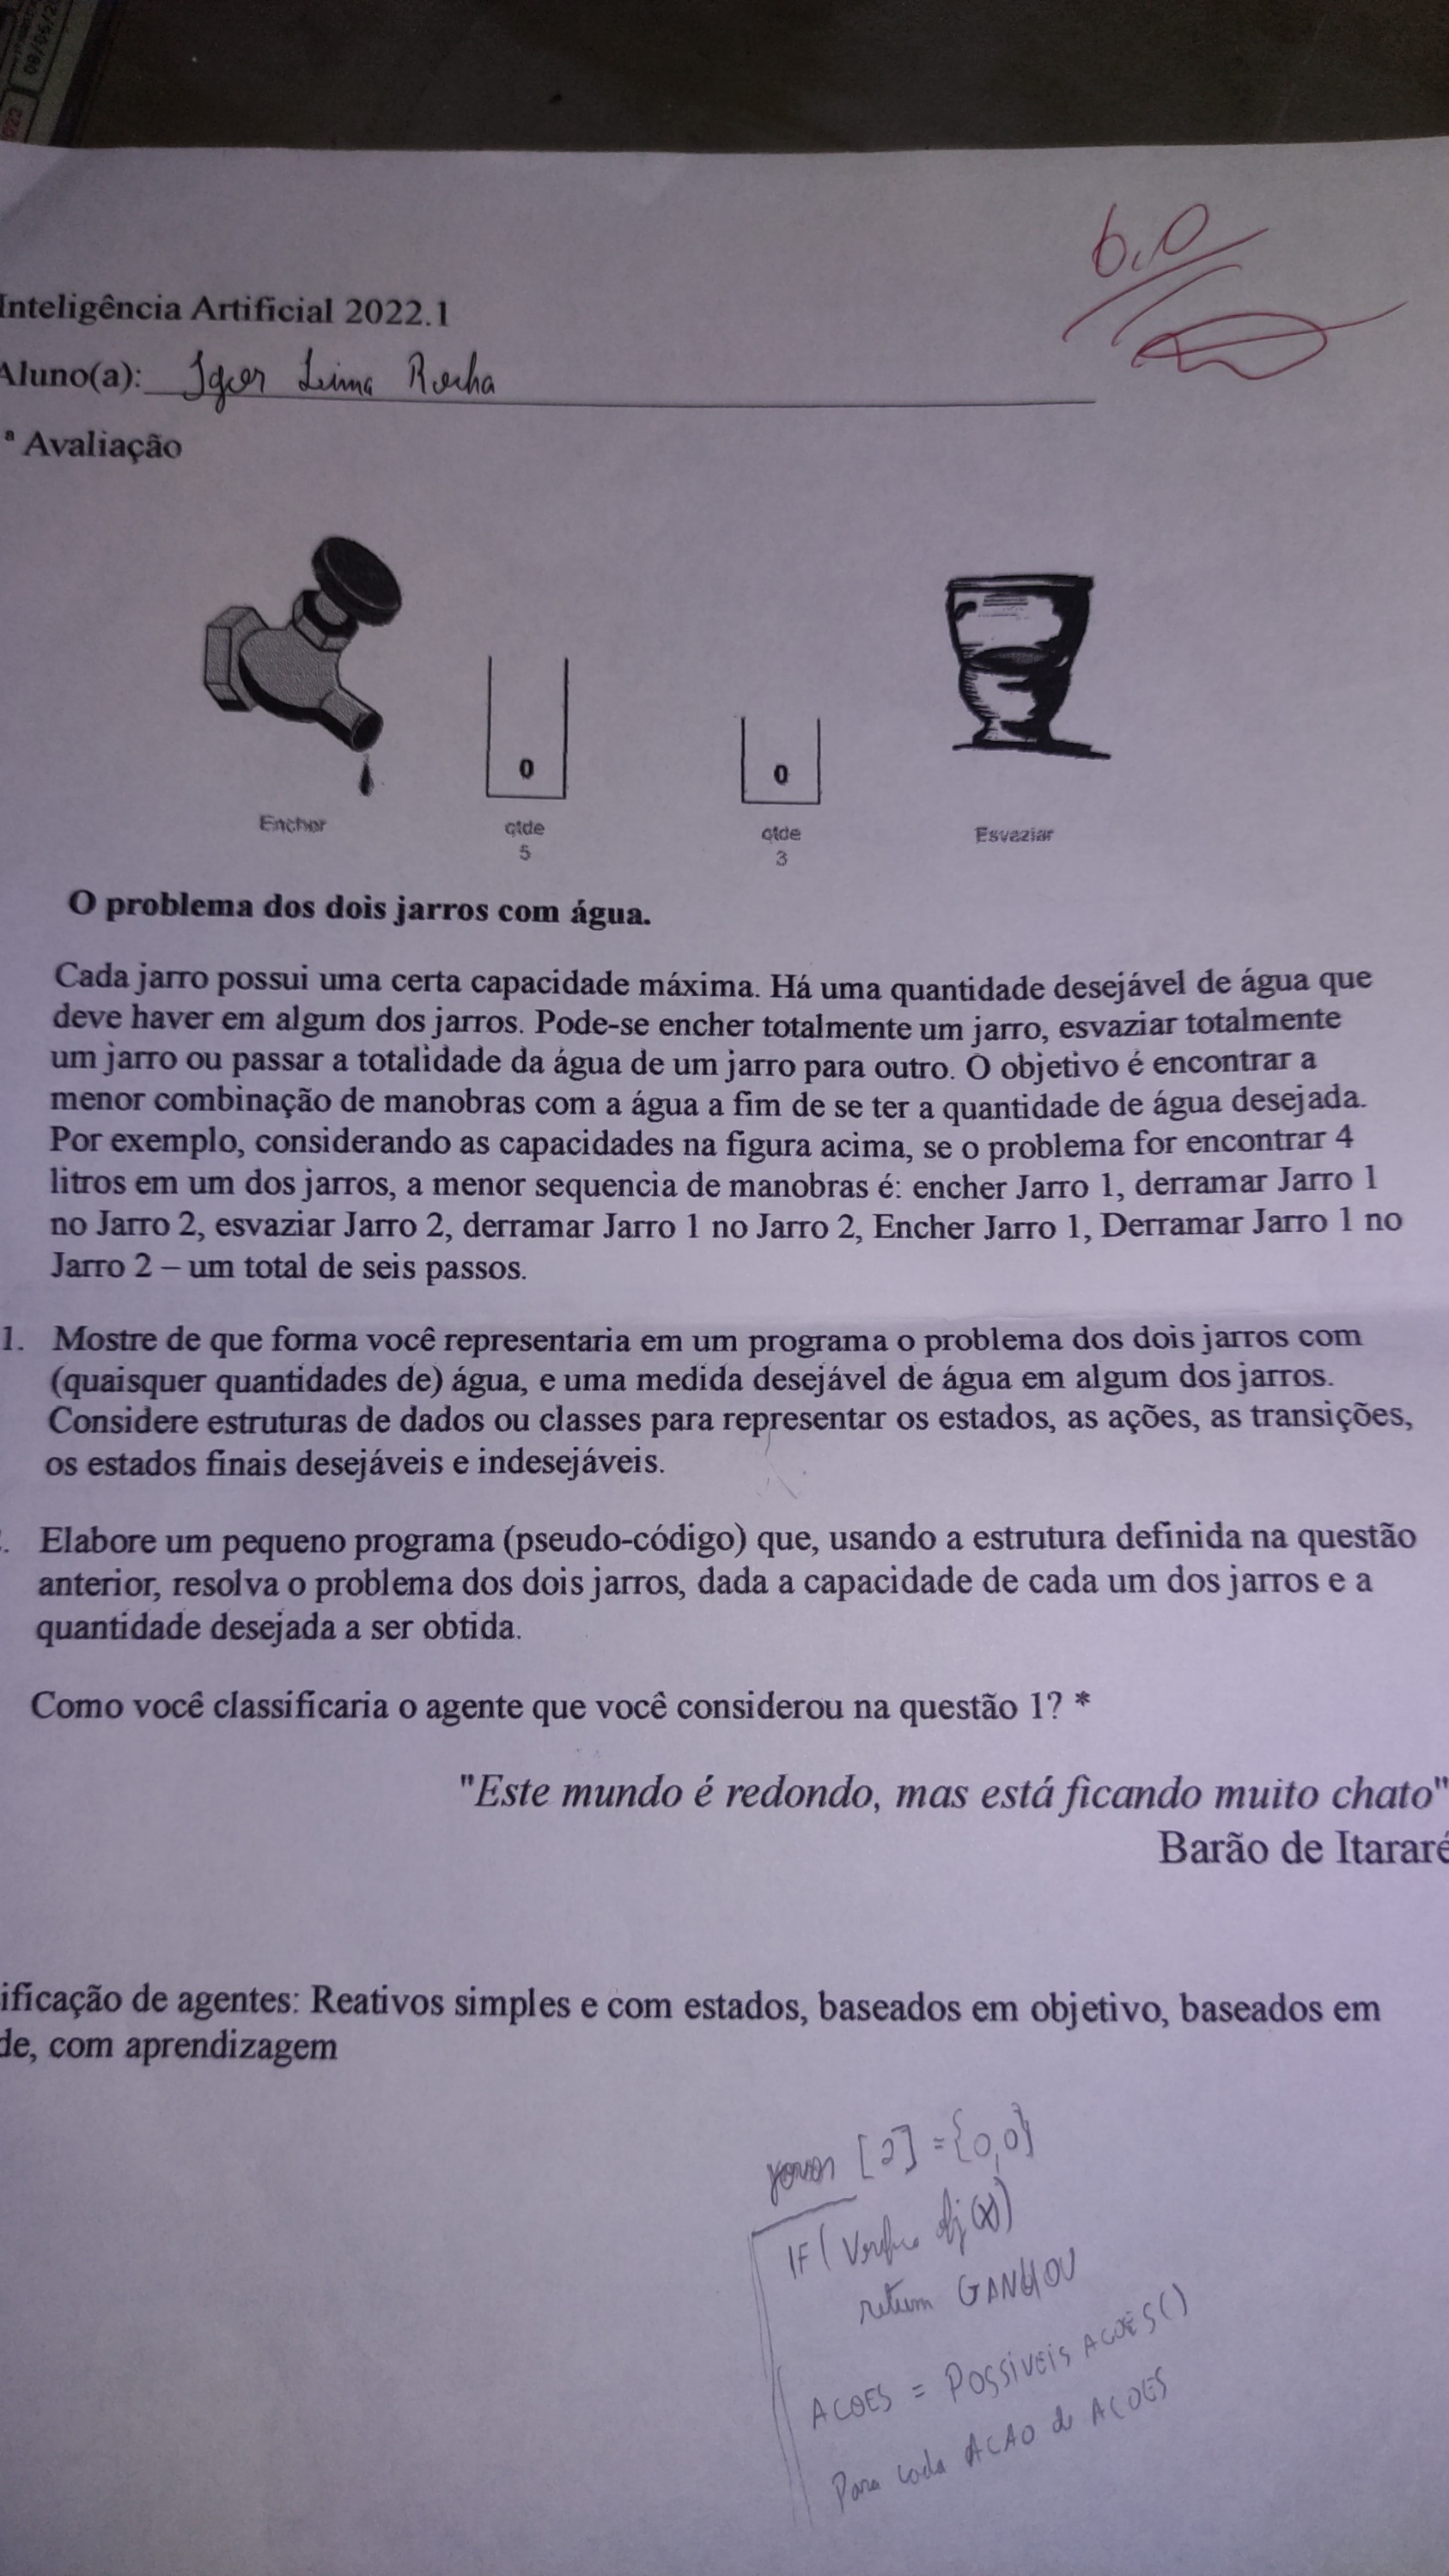 08/06/2
022
6,0
Inteligência Artificial 2022.1
Aluno(a): Igor Lima Rocha
ª Avaliação
0
0
Encher
qtde
5
qtde
3
Esvaziar
O problema dos dois jarros com água.
Cada jarro possui uma certa capacidade máxima. Há uma quantidade desejável de água que
deve haver em algum dos jarros. Pode-se encher totalmente um jarro, esvaziar totalmente
um jarro ou passar a totalidade da água de um jarro para outro. O objetivo é encontrar a
menor combinação de manobras com a água a fim de se ter a quantidade de água desejada.
Por exemplo, considerando as capacidades na figura acima, se o problema for encontrar 4
litros em um dos jarros, a menor sequencia de manobras é: encher Jarro 1, derramar Jarro 1
no Jarro 2, esvaziar Jarro 2, derramar Jarro 1 no Jarro 2, Encher Jarro 1, Derramar Jarro 1 no
Jarro 2 – um total de seis passos.
1. Mostre de que forma você representaria em um programa o problema dos dois jarros com
(quaisquer quantidades de) água, e uma medida desejável de água em algum dos jarros.
Considere estruturas de dados ou classes para representar os estados, as ações, as transições,
os estados finais desejáveis e indesejáveis.
. Elabore um pequeno programa (pseudo-código) que, usando a estrutura definida na questão
anterior, resolva o problema dos dois jarros, dada a capacidade de cada um dos jarros e a
quantidade desejada a ser obtida.
Como você classificaria o agente que você considerou na questão 1? *
"Este mundo é redondo, mas está ficando muito chato"
Barão de Itararé
ificação de agentes: Reativos simples e com estados, baseados em objetivo, baseados em
de, com aprendizagem
[2] = {0,0}
IF (Verifica Obj(x))
return GANHOU
ACOES = POSSIVEIS ACOES()
Para cada ACAO de ACOES